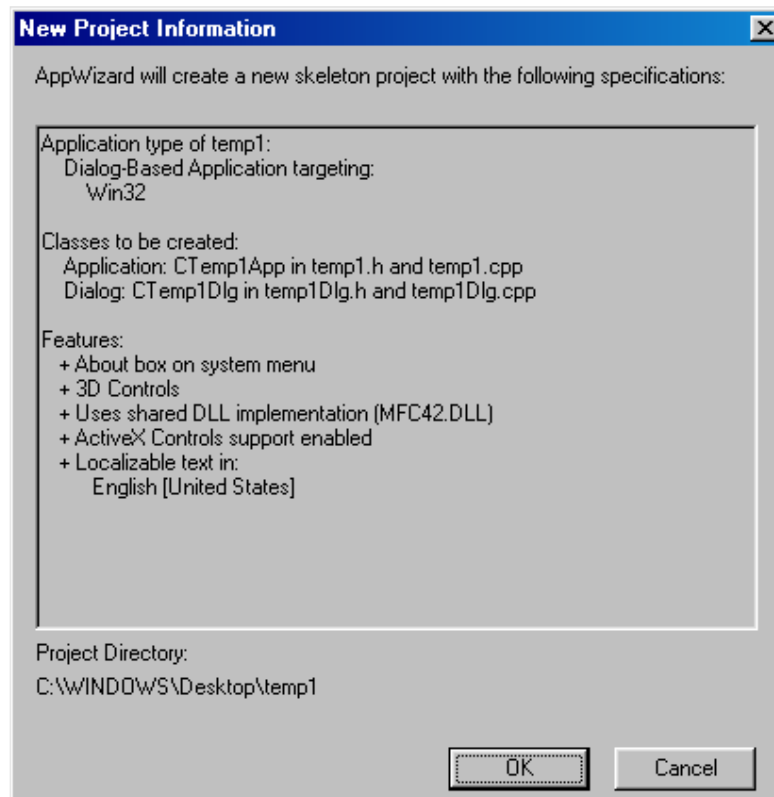 New Project Information
AppWizard will create a new skeleton project with the following specifications:
Application type of temp1:
Dialog-Based Application targeting:
Win32
Classes to be created:
Application: CTemp1App in temp1.h and temp1.cpp
Dialog: CTemp1Dlg in temp1Dlg.h and temp1Dlg.cpp
Features:
+ About box on system menu
+ 3D Controls
+ Uses shared DLL implementation (MFC42.DLL)
+ ActiveX Controls support enabled
+ Localizable text in:
English [United States]
Project Directory:
C:\WINDOWS\Desktop\temp1
OK Cancel